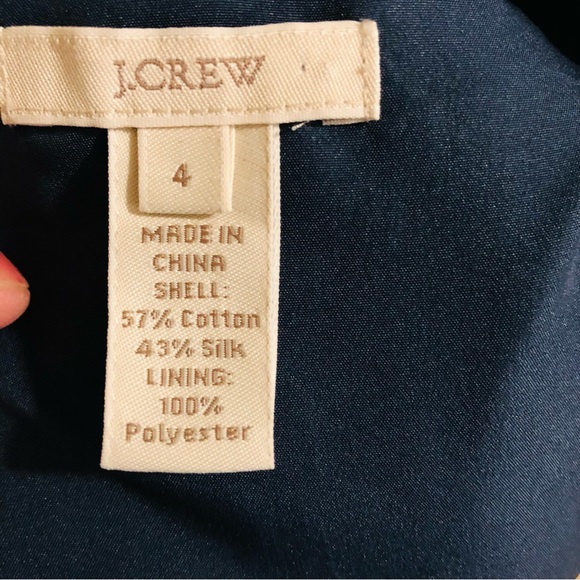 J.CREW
4
MADE IN
CHINA
SHELL:
57% Cotton
43% Silk
LINING:
100%
Polyester